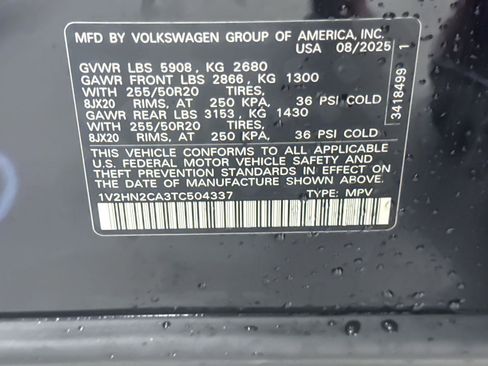 MFD BY VOLKSWAGEN GROUP OF AMERICA, INC.
USA 08/2025
GVWR LBS 5908, KG 2680
GAWR FRONT LBS 2866, KG 1300
WITH 255/50R20 TIRES,
8JX20 RIMS, AT 250 KPA, 36 PSI COLD
GAWR REAR LBS 3153, KG 1430
WITH 255/50R20 TIRES,
8JX20 RIMS, AT 250 KPA, 36 PSI COLD
THIS VEHICLE CONFORMS TO ALL APPLICABLE
U.S. FEDERAL MOTOR VEHICLE SAFETY AND
THEFT PREVENTION STANDARDS IN EFFECT ON
THE DATE OF MANUFACTURE SHOWN ABOVE.
1V2HN2CA3TC504337 TYPE: MPV
3418499 1